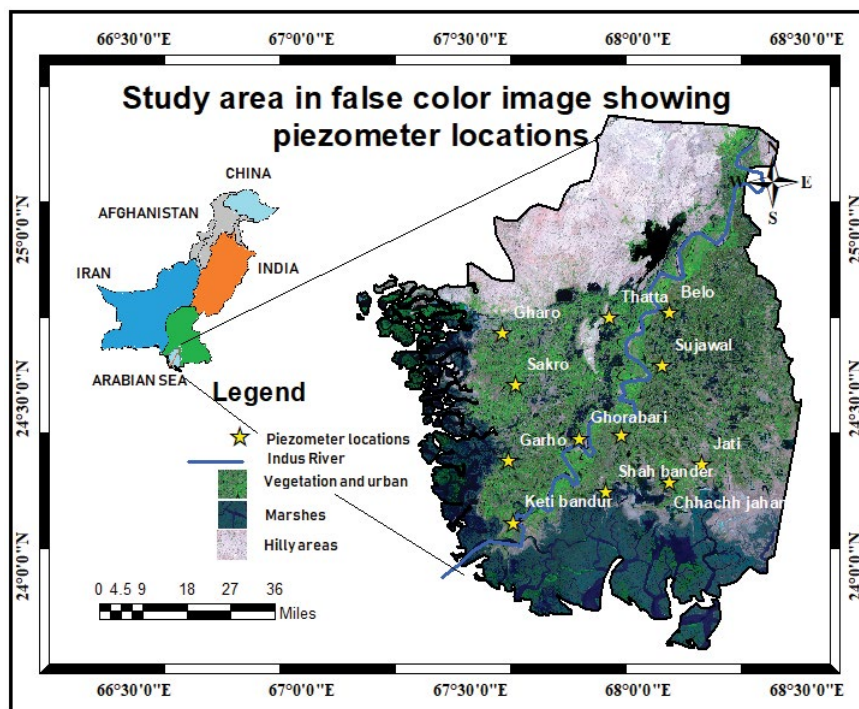 66°30'0"E 67°0'0"E 67°30'0"E 68°0'0"E 68°30'0"E
Study area in false color image showing
piezometer locations
N
W E
S
CHINA
AFGHANISTAN
INDIA
IRAN
ARABIAN SEA
25°0'0"N
24°30'0"N
24°0'0"N
25°0'0"N
24°30'0"N
24°0'0"N
Gharo
Thatta
Belo
Sakro
Sujawal
Garho
Ghorabari
Jati
Shah bander
Keti bandur
Chhachh jahan
Legend
Piezometer locations
Indus River
Vegetation and urban
Marshes
Hilly areas
0 4.5 9 18 27 36
Miles
66°30'0"E 67°0'0"E 67°30'0"E 68°0'0"E 68°30'0"E